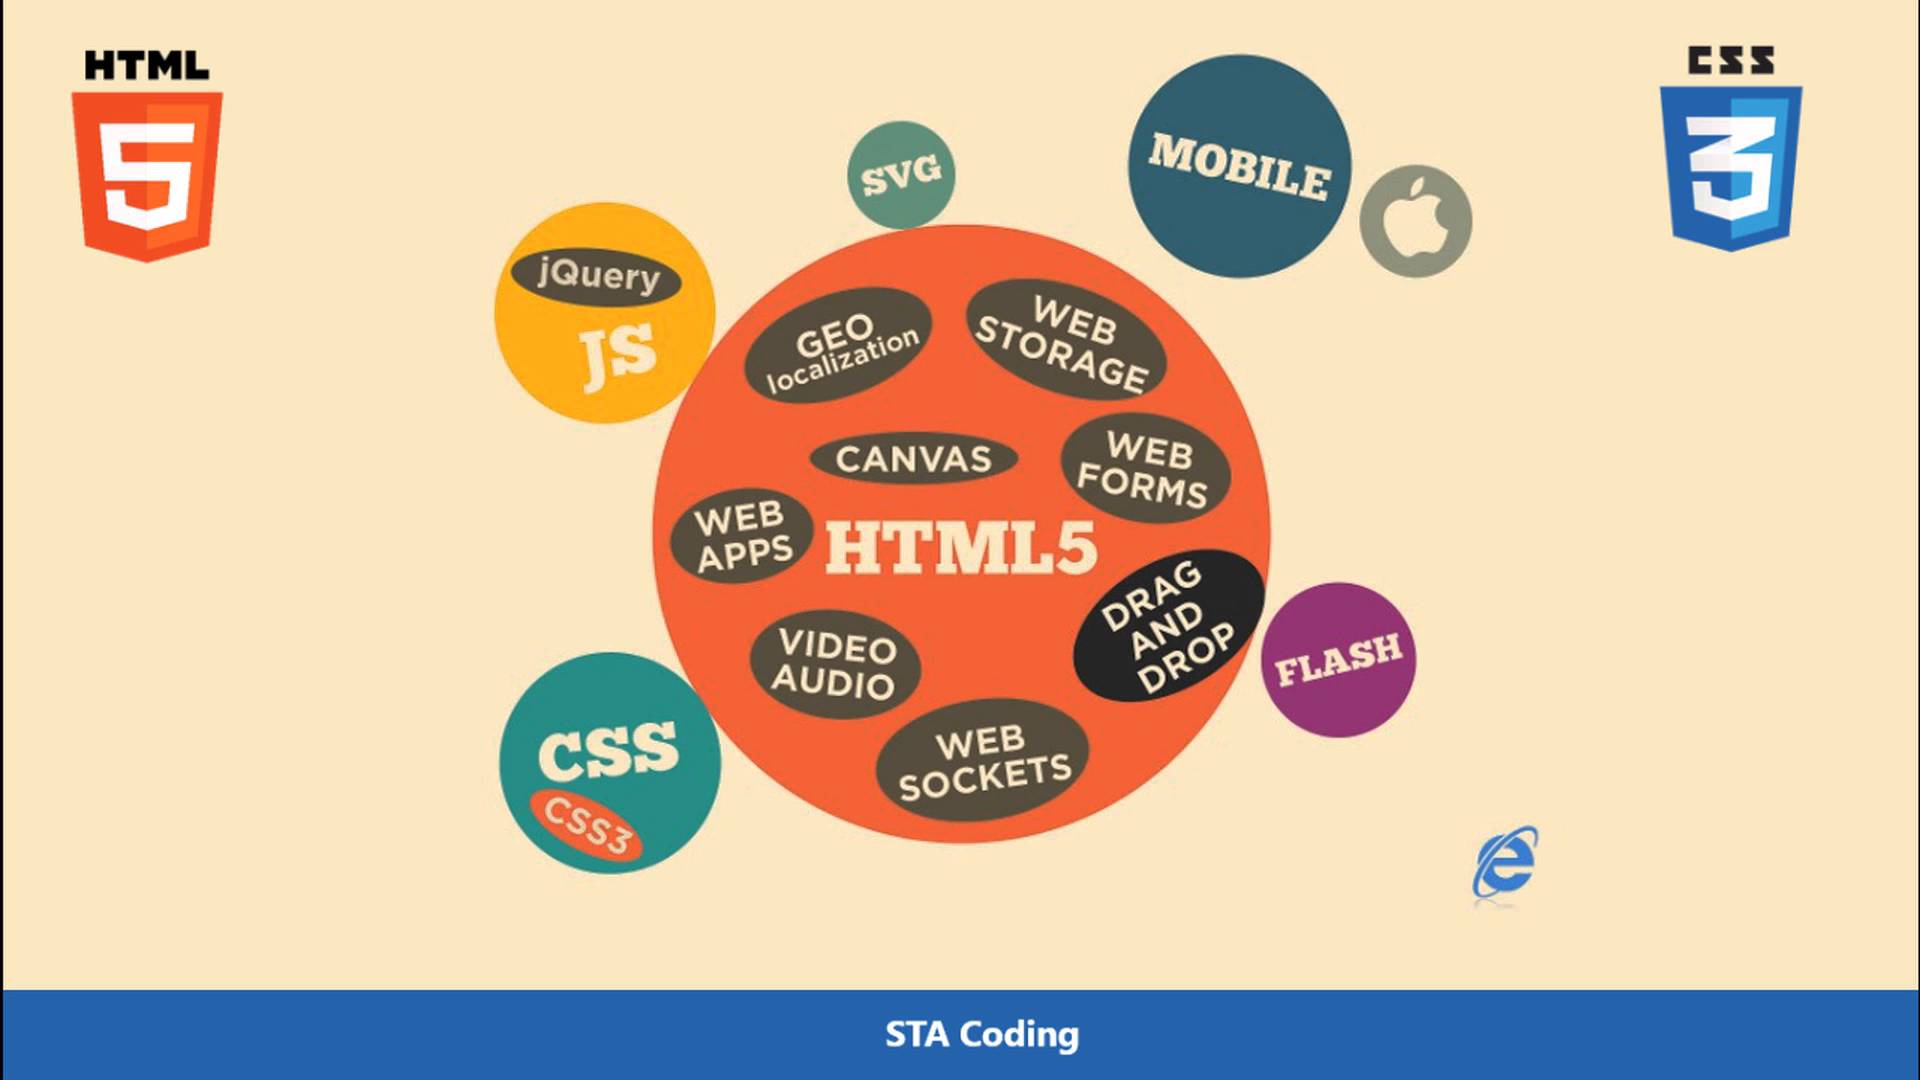 HTML
5
CSS
3
SVG
MOBILE
jQuery
JS
GEO
localization
WEB
STORAGE
CANVAS
WEB
FORMS
WEB
APPS
HTML5
DRAG
AND
DROP
VIDEO
AUDIO
FLASH
WEB
SOCKETS
CSS
CSS3
e
STA Coding